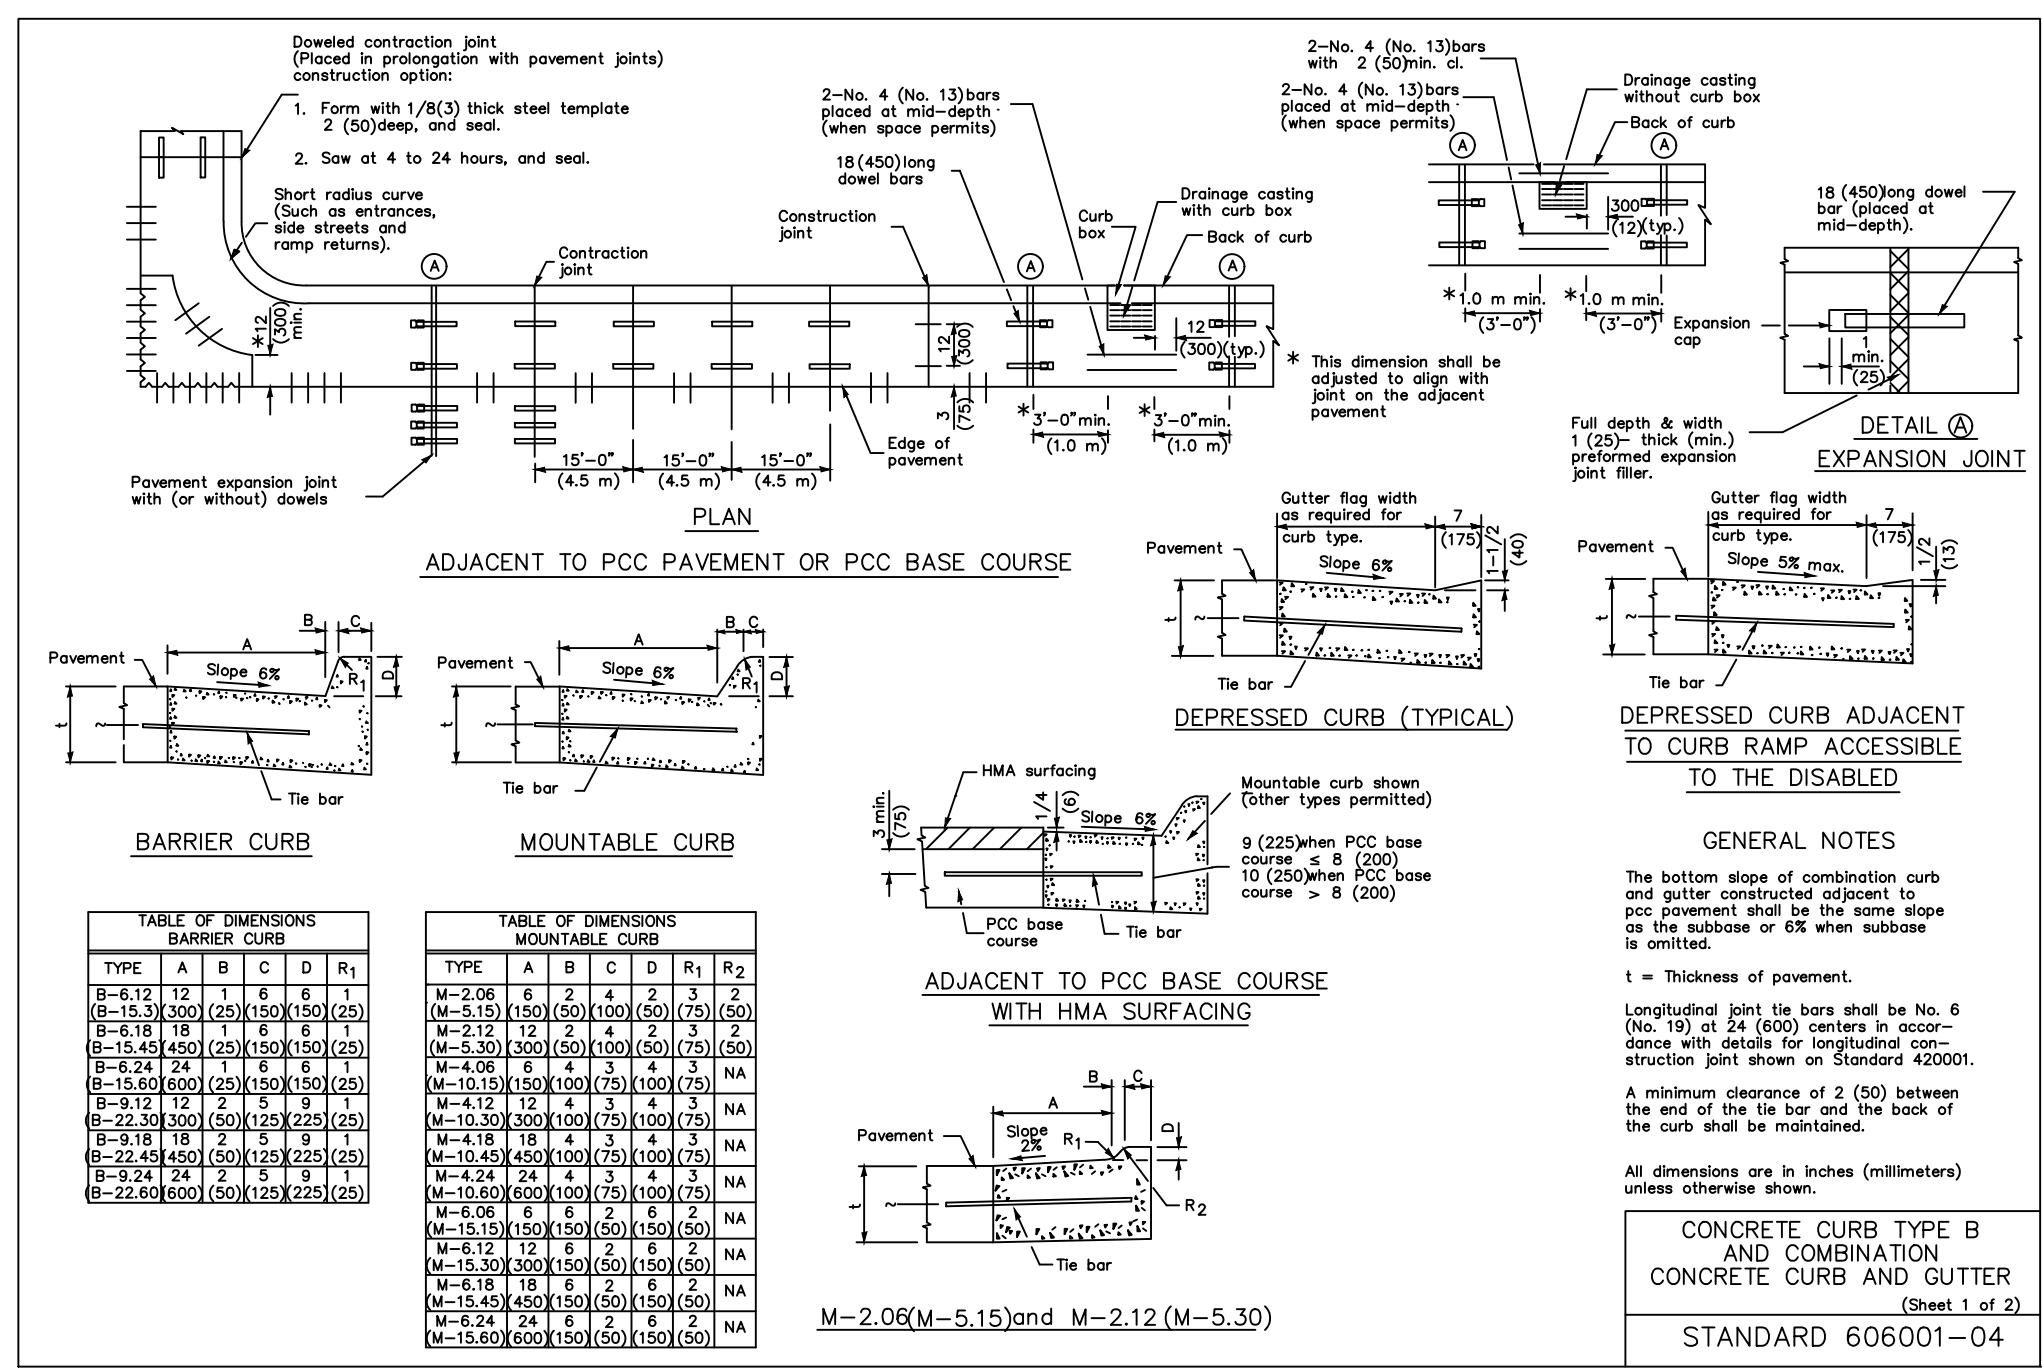 Doweled contraction joint
(Placed in prolongation with pavement joints)
construction option:
1. Form with 1/8(3) thick steel template
2 (50)deep, and seal.
2. Saw at 4 to 24 hours, and seal.
Short radius curve
(Such as entrances,
side streets and
ramp returns).
A
Contraction
joint
Construction
joint
2-No. 4 (No. 13)bars
placed at mid-depth
(when space permits)
18(450)long
dowel bars
A
Curb
box
Drainage casting
with curb box
Back of curb
A
*12
(300)
min.
12
(300)
3
(75)
12
(300)(typ.)
* 3'-0"min.
(1.0 m)
* 3'-0"min.
(1.0 m)
Edge of
pavement
15'-0"
(4.5 m)
15'-0"
(4.5 m)
15'-0"
(4.5 m)
Pavement expansion joint
with (or without) dowels
* This dimension shall be
adjusted to align with
joint on the adjacent
pavement
PLAN
ADJACENT TO PCC PAVEMENT OR PCC BASE COURSE
2-No. 4 (No. 13)bars
with 2 (50)min. cl.
2-No. 4 (No. 13)bars
placed at mid-depth
(when space permits)
Drainage casting
without curb box
Back of curb
A
A
300
(12)(typ.)
*1.0 m min.
(3'-0")
*1.0 m min.
(3'-0")
18 (450)long dowel
bar (placed at
mid-depth).
Expansion
cap
1
min.
(25)
Full depth & width
1 (25)- thick (min.)
preformed expansion
joint filler.
DETAIL A
EXPANSION JOINT
Pavement
A
B
C
D
R1
Slope 6%
t
Tie bar
BARRIER CURB
Pavement
A
B
C
D
R1
Slope 6%
t
Tie bar
MOUNTABLE CURB
Gutter flag width
as required for
curb type.
7
(175)
1-1/2
(40)
Pavement
Slope 6%
t
Tie bar
DEPRESSED CURB (TYPICAL)
Gutter flag width
as required for
curb type.
7
(175)
1/2
(13)
Pavement
Slope 5% max.
t
Tie bar
DEPRESSED CURB ADJACENT
TO CURB RAMP ACCESSIBLE
TO THE DISABLED
HMA surfacing
3 min.
(75)
1/4
(6)
Slope 6%
Mountable curb shown
(other types permitted)
9 (225)when PCC base
course ≤ 8 (200)
10 (250)when PCC base
course > 8 (200)
PCC base
course
Tie bar
ADJACENT TO PCC BASE COURSE
WITH HMA SURFACING
TABLE OF DIMENSIONS
BARRIER CURB
TYPE A B C D R1
B-6.12 12 1 6 6 1
(B-15.3) (300) (25) (150) (150) (25)
B-6.18 18 1 6 6 1
(B-15.45) (450) (25) (150) (150) (25)
B-6.24 24 1 6 6 1
(B-15.60) (600) (25) (150) (150) (25)
B-9.12 12 2 5 9 1
(B-22.30) (300) (50) (125) (225) (25)
B-9.18 18 2 5 9 1
(B-22.45) (450) (50) (125) (225) (25)
B-9.24 24 2 5 9 1
(B-22.60) (600) (50) (125) (225) (25)
TABLE OF DIMENSIONS
MOUNTABLE CURB
TYPE A B C D R1 R2
M-2.06 6 2 4 2 3 2
(M-5.15) (150) (50) (100) (50) (75) (50)
M-2.12 12 2 4 2 3 2
(M-5.30) (300) (50) (100) (50) (75) (50)
M-4.06 6 4 3 4 3 NA
(M-10.15) (150) (100) (75) (100) (75)
M-4.12 12 4 3 4 3 NA
(M-10.30) (300) (100) (75) (100) (75)
M-4.18 18 4 3 4 3 NA
(M-10.45) (450) (100) (75) (100) (75)
M-4.24 24 4 3 4 3 NA
(M-10.60) (600) (100) (75) (100) (75)
M-6.06 6 6 2 6 2 NA
(M-15.15) (150) (150) (50) (150) (50)
M-6.12 12 6 2 6 2 NA
(M-15.30) (300) (150) (50) (150) (50)
M-6.18 18 6 2 6 2 NA
(M-15.45) (450) (150) (50) (150) (50)
M-6.24 24 6 2 6 2 NA
(M-15.60) (600) (150) (50) (150) (50)
Pavement
A
B
C
D
Slope
2%
R1
R2
t
Tie bar
M-2.06(M-5.15)and M-2.12 (M-5.30)
GENERAL NOTES
The bottom slope of combination curb
and gutter constructed adjacent to
pcc pavement shall be the same slope
as the subbase or 6% when subbase
is omitted.
t = Thickness of pavement.
Longitudinal joint tie bars shall be No. 6
(No. 19) at 24 (600) centers in accor-
dance with details for longitudinal con-
struction joint shown on Standard 420001.
A minimum clearance of 2 (50) between
the end of the tie bar and the back of
the curb shall be maintained.
All dimensions are in inches (millimeters)
unless otherwise shown.
CONCRETE CURB TYPE B
AND COMBINATION
CONCRETE CURB AND GUTTER
(Sheet 1 of 2)
STANDARD 606001-04